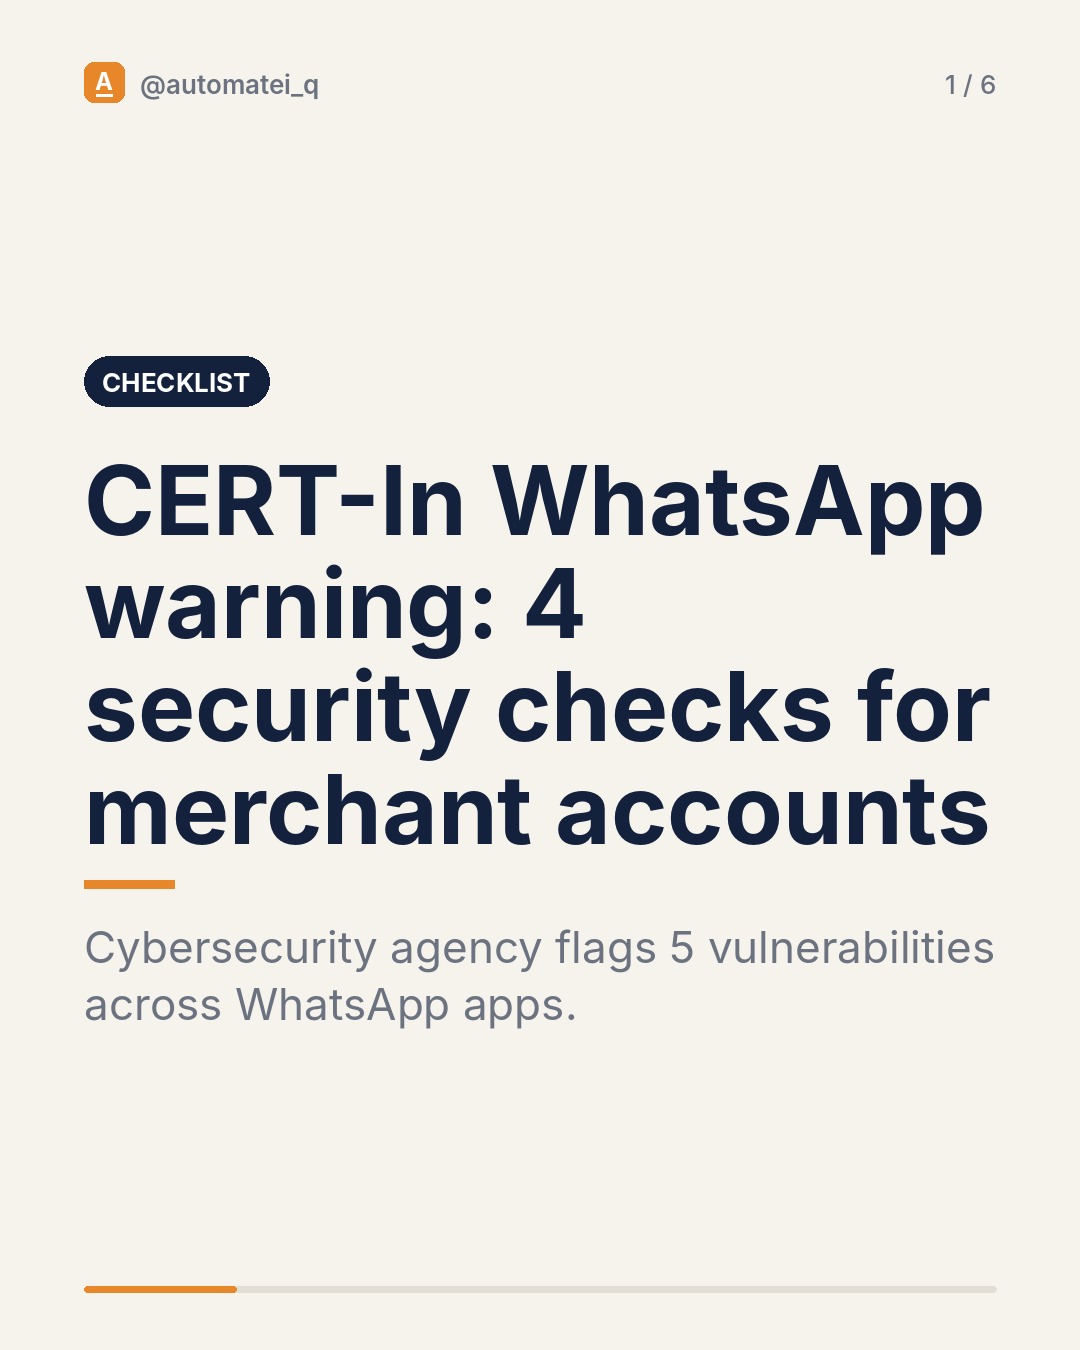 A @automatei_q
1 / 6
CHECKLIST
CERT-In WhatsApp
warning: 4
security checks for
merchant accounts
Cybersecurity agency flags 5 vulnerabilities
across WhatsApp apps.